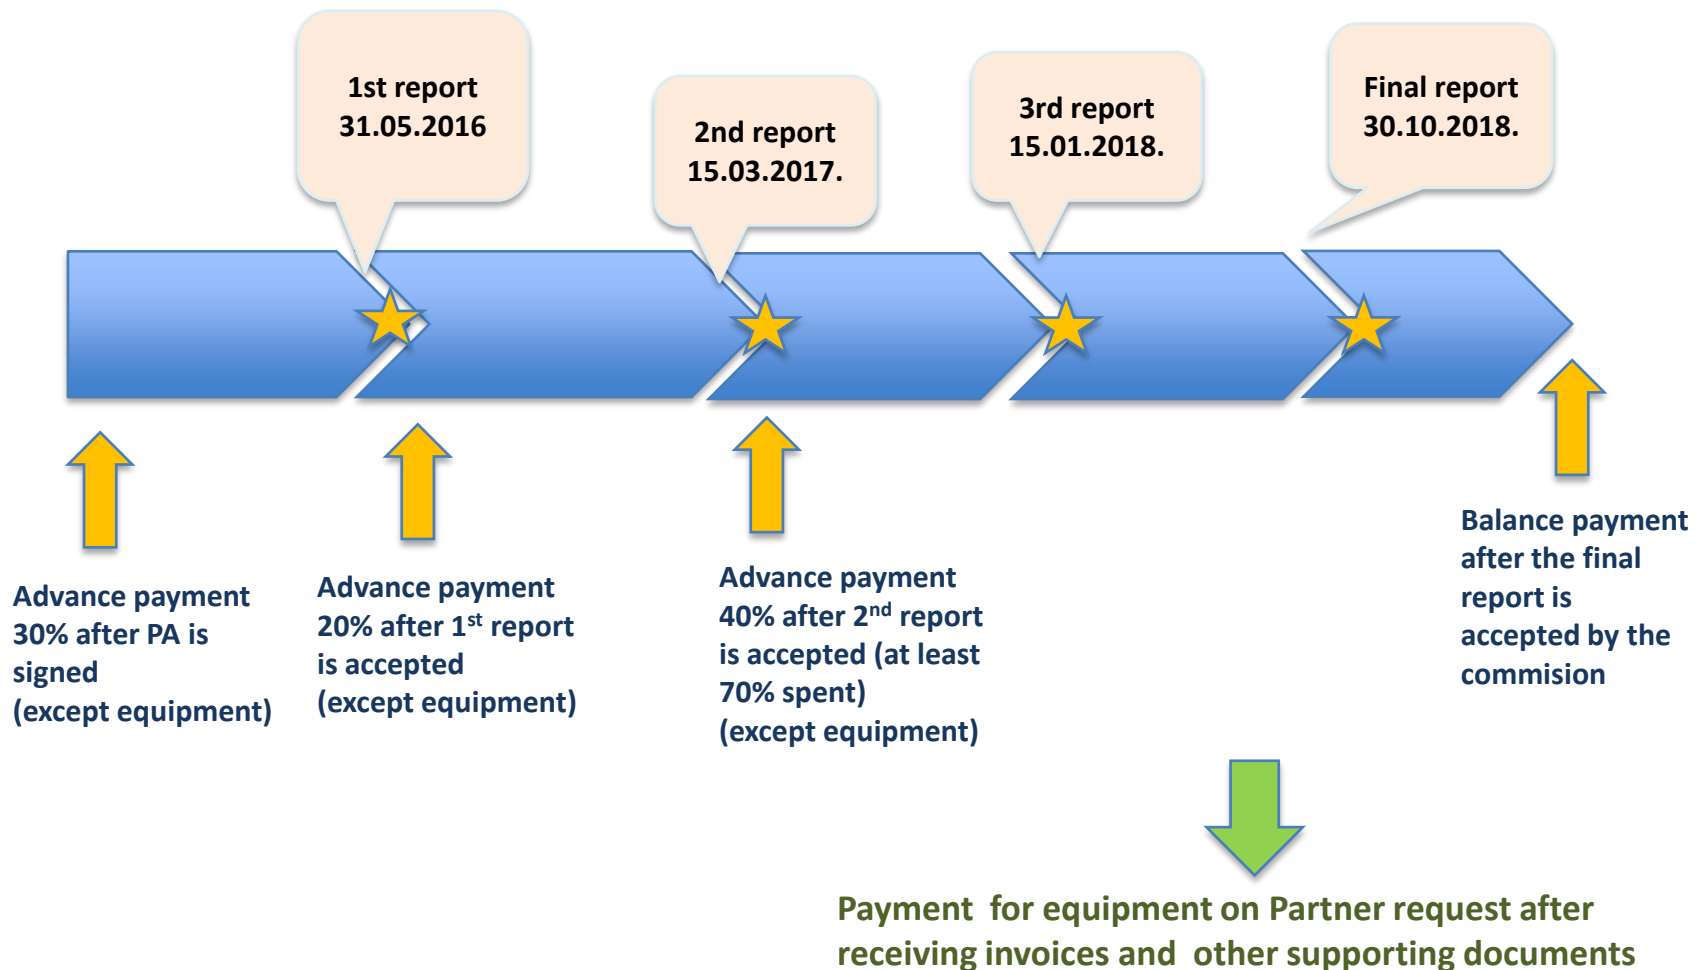 1st report
31.05.2016
2nd report
15.03.2017.
3rd report
15.01.2018.
Final report
30.10.2018.
Advance payment
30% after PA is
signed
(except equipment)
Advance payment
20% after 1st report
is accepted
(except equipment)
Advance payment
40% after 2nd report
is accepted (at least
70% spent)
(except equipment)
Balance payment
after the final
report is
accepted by the
commision
Payment  for equipment on Partner request after
receiving invoices and  other supporting documents